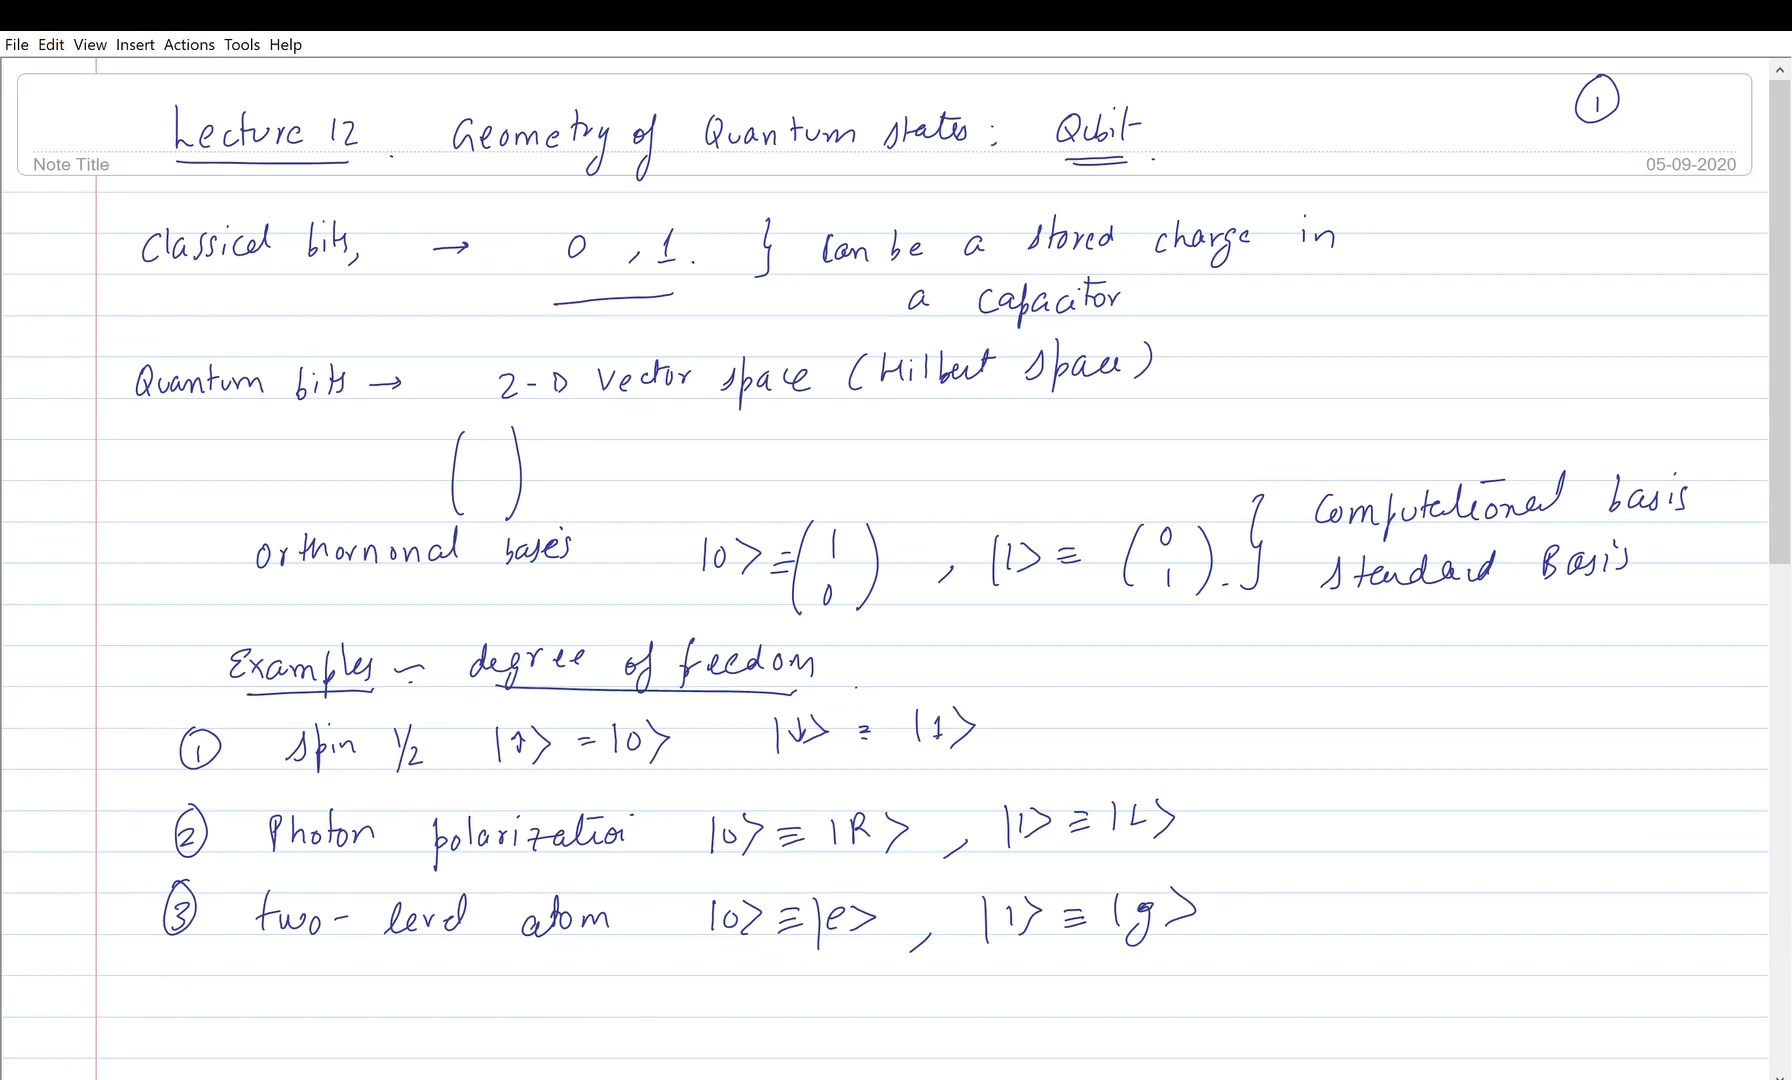 File Edit View Insert Actions Tools Help
①
Lecture 12. Geometry of Quantum states: Qubit.
Note Title
05-09-2020
Classical bits, → 0, 1. } can be a stored charge in
a capacitor
Quantum bits → 2-D vector space (Hilbert space)
( )
orthornonal bases |0> ≡ (1 0), |1> ≡ (0 1). } Computational basis
standard Basis
Examples - degree of freedom
① spin 1/2 |↑> = |0> |↓> ≡ |1>
② Photon polarization |0> ≡ |R>, |1> ≡ |L>
③ two-level atom |0> ≡ |e>, |1> ≡ |g>